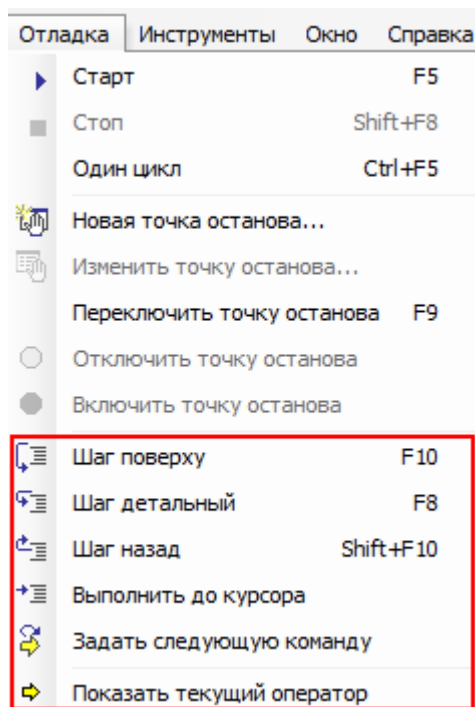 Отладка Инструменты Окно Справка
Старт F5
Стоп Shift+F8
Один цикл Ctrl+F5
Новая точка останова...
Изменить точку останова...
Переключить точку останова F9
Отключить точку останова
Включить точку останова
Шаг поверху F10
Шаг детальный F8
Шаг назад Shift+F10
Выполнить до курсора
Задать следующую команду
Показать текущий оператор